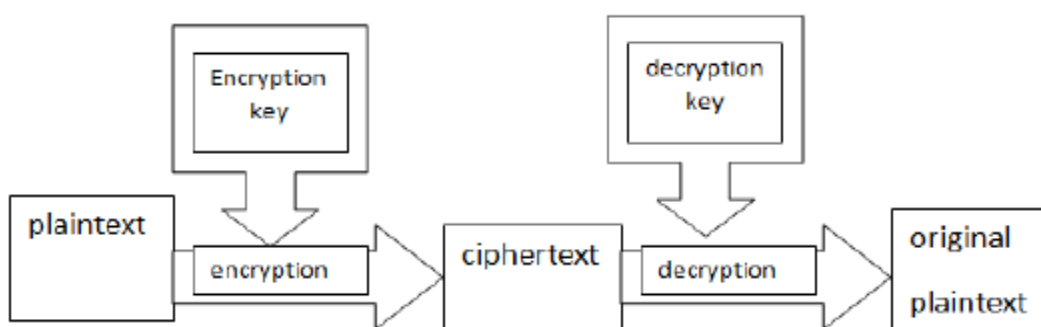 Encryption
key
decryption
key
plaintext
encryption
ciphertext
decryption
original
plaintext